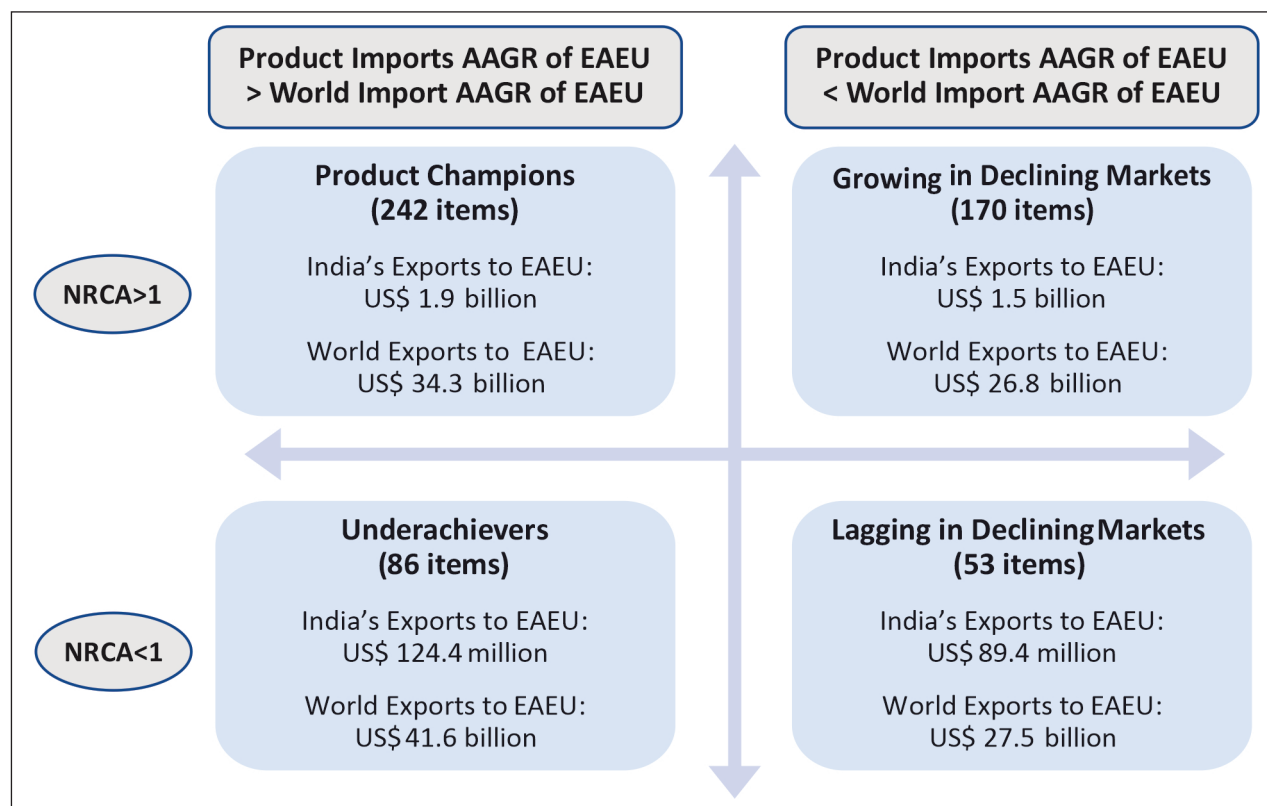 Product Imports AAGR of EAEU
> World Import AAGR of EAEU
Product Imports AAGR of EAEU
< World Import AAGR of EAEU
NRCA>1
Product Champions
(242 items)
India's Exports to EAEU:
US$ 1.9 billion
World Exports to EAEU:
US$ 34.3 billion
Growing in Declining Markets
(170 items)
India's Exports to EAEU:
US$ 1.5 billion
World Exports to EAEU:
US$ 26.8 billion
NRCA<1
Underachievers
(86 items)
India's Exports to EAEU:
US$ 124.4 million
World Exports to EAEU:
US$ 41.6 billion
Lagging in Declining Markets
(53 items)
India's Exports to EAEU:
US$ 89.4 million
World Exports to EAEU:
US$ 27.5 billion